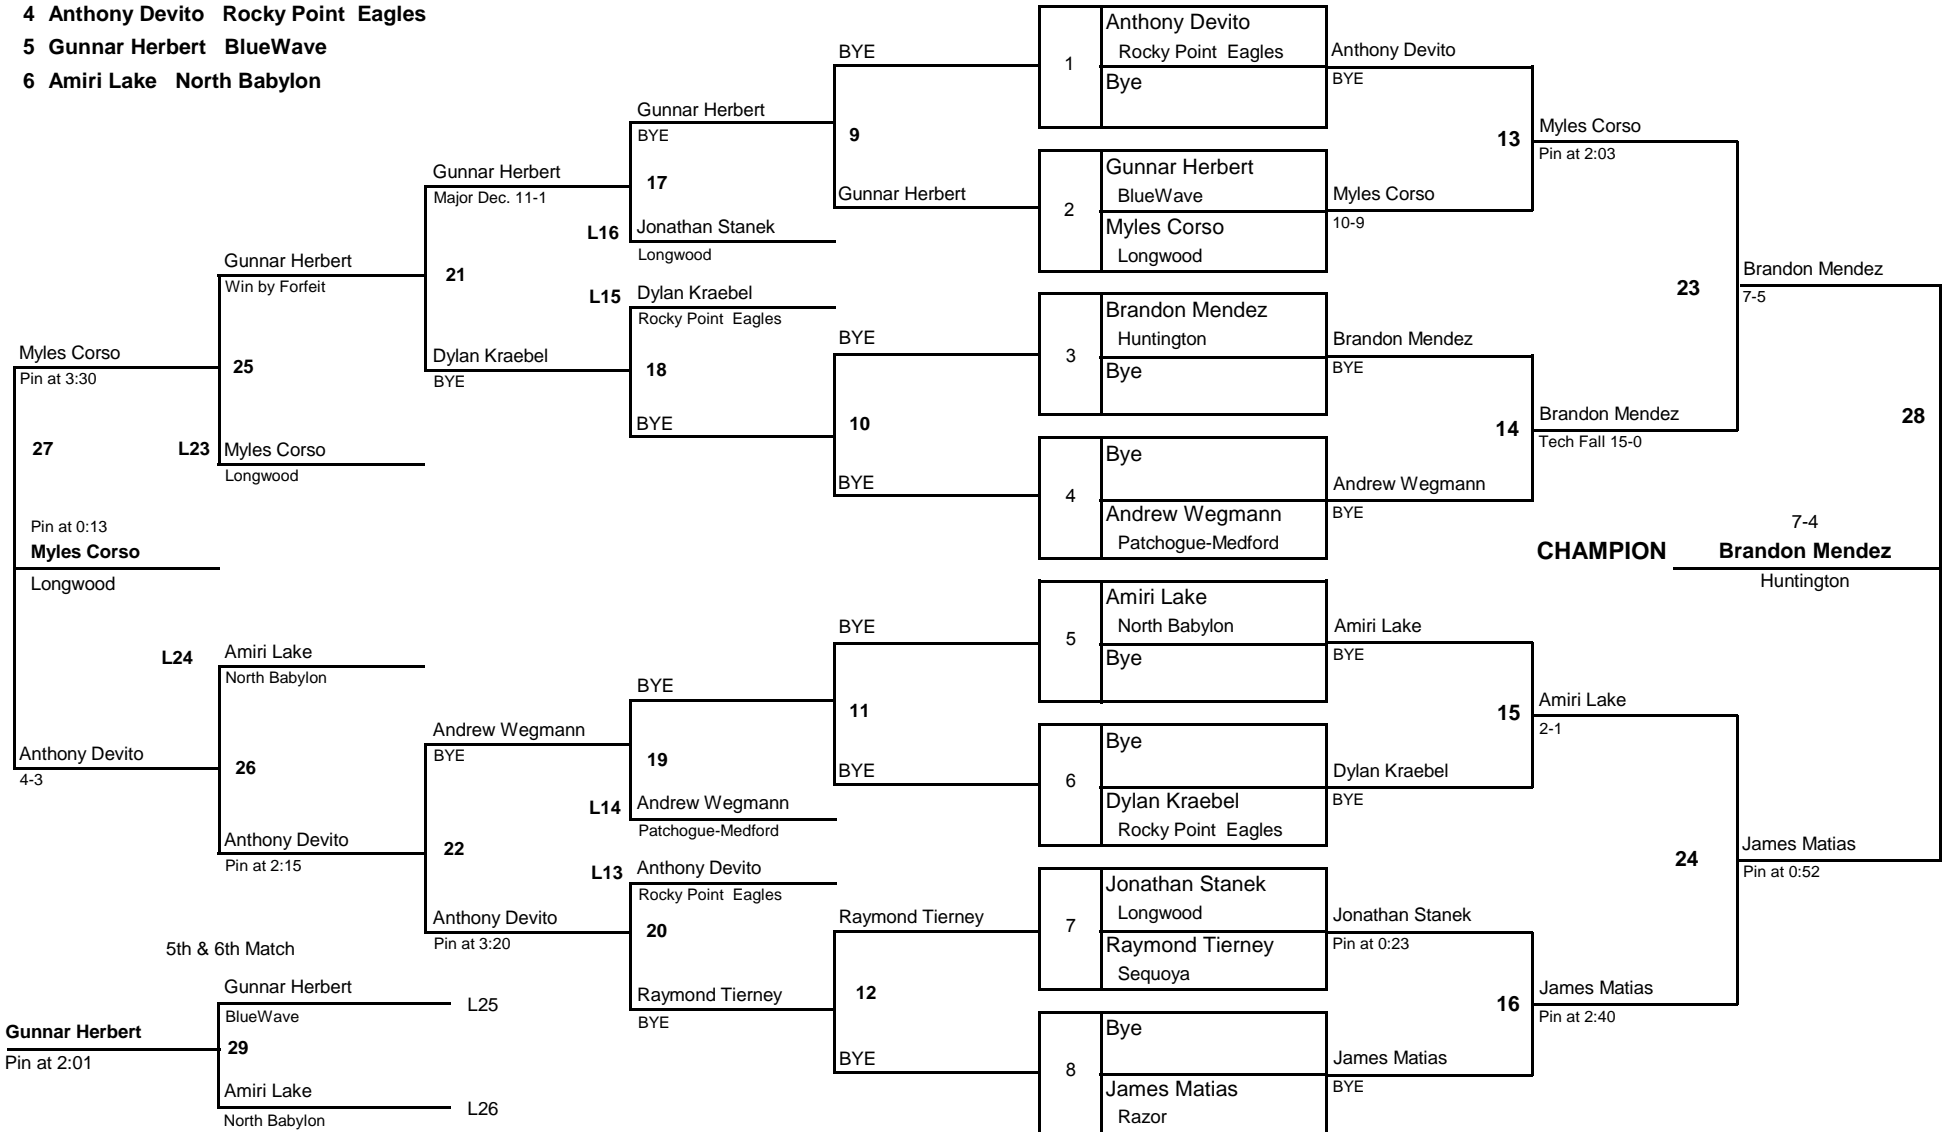 4 Anthony Devito Rocky Point Eagles
5 Gunnar Herbert BlueWave
6 Amiri Lake North Babylon
Myles Corso
Pin at 3:30
27
Pin at 0:13
Myles Corso
Longwood
Anthony Devito
4-3
Gunnar Herbert
Win by Forfeit
25
L23
Myles Corso
Longwood
L24
Amiri Lake
North Babylon
26
Anthony Devito
Pin at 2:15
5th & 6th Match
Gunnar Herbert
BlueWave
L25
Gunnar Herbert
29
Pin at 2:01
Amiri Lake
North Babylon
L26
Gunnar Herbert
Major Dec. 11-1
21
Dylan Kraebel
BYE
Andrew Wegmann
BYE
22
Anthony Devito
Pin at 3:20
Gunnar Herbert
BYE
17
L16
Jonathan Stanek
Longwood
L15
Dylan Kraebel
Rocky Point Eagles
18
BYE
BYE
19
L14
Andrew Wegmann
Patchogue-Medford
L13
Anthony Devito
Rocky Point Eagles
20
Raymond Tierney
BYE
BYE
9
Gunnar Herbert
BYE
10
BYE
BYE
11
BYE
Raymond Tierney
12
BYE
1
Anthony Devito
Rocky Point Eagles
Bye
2
Gunnar Herbert
BlueWave
Myles Corso
Longwood
3
Brandon Mendez
Huntington
Bye
4
Bye
Andrew Wegmann
Patchogue-Medford
5
Amiri Lake
North Babylon
Bye
6
Bye
Dylan Kraebel
Rocky Point Eagles
7
Jonathan Stanek
Longwood
Raymond Tierney
Sequoya
8
Bye
James Matias
Razor
Anthony Devito
BYE
13
Myles Corso
10-9
Brandon Mendez
BYE
14
Andrew Wegmann
BYE
Amiri Lake
BYE
15
Dylan Kraebel
BYE
Jonathan Stanek
Pin at 0:23
16
James Matias
BYE
Myles Corso
Pin at 2:03
23
Brandon Mendez
Tech Fall 15-0
Amiri Lake
2-1
24
James Matias
Pin at 2:40
Brandon Mendez
7-5
28
7-4
CHAMPION Brandon Mendez
Huntington
James Matias
Pin at 0:52